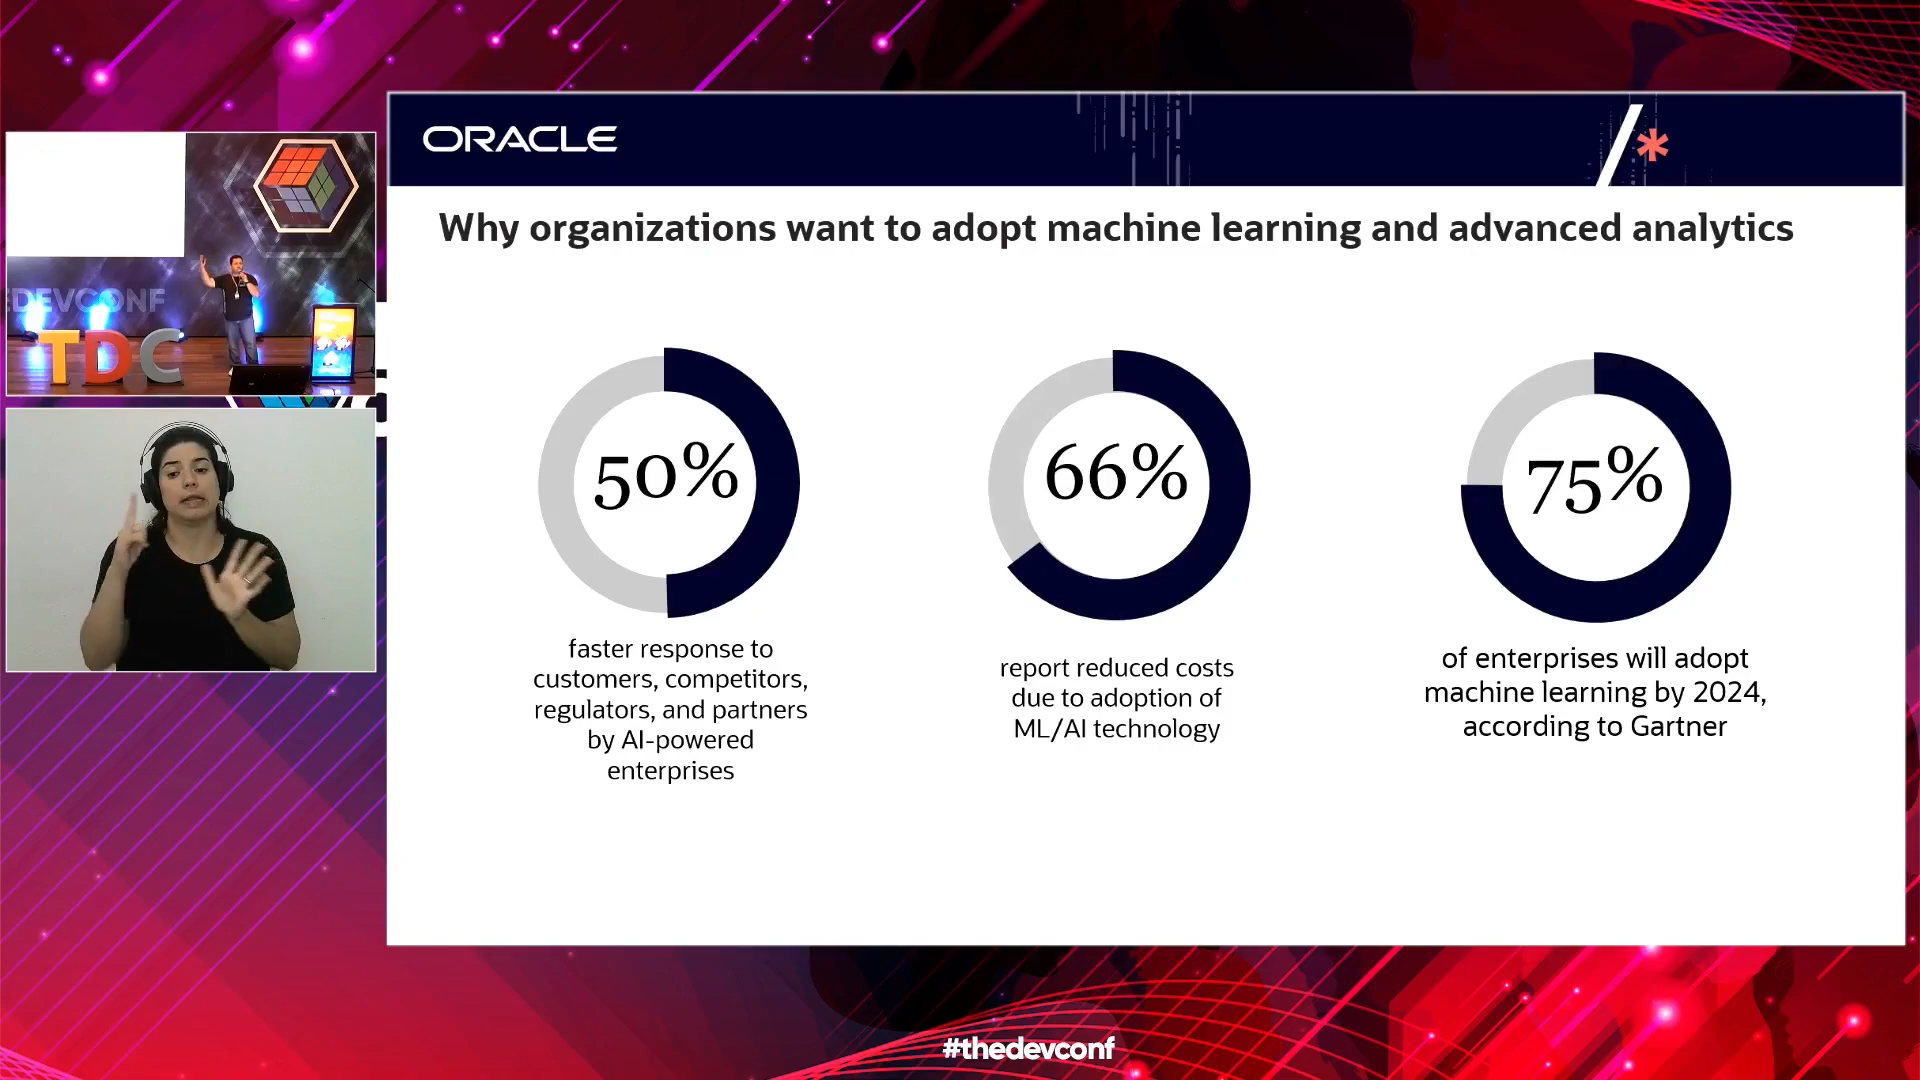 ORACLE
Why organizations want to adopt machine learning and advanced analytics
EDEVCONF
TDC
50%
faster response to
customers, competitors,
regulators, and partners
by AI-powered
enterprises
66%
report reduced costs
due to adoption of
ML/AI technology
75%
of enterprises will adopt
machine learning by 2024,
according to Gartner
#thedevconf